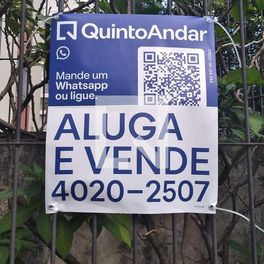 QuintoAndar
Mande um
Whatsapp
ou ligue.
ALUGA
E VENDE
4020-2507